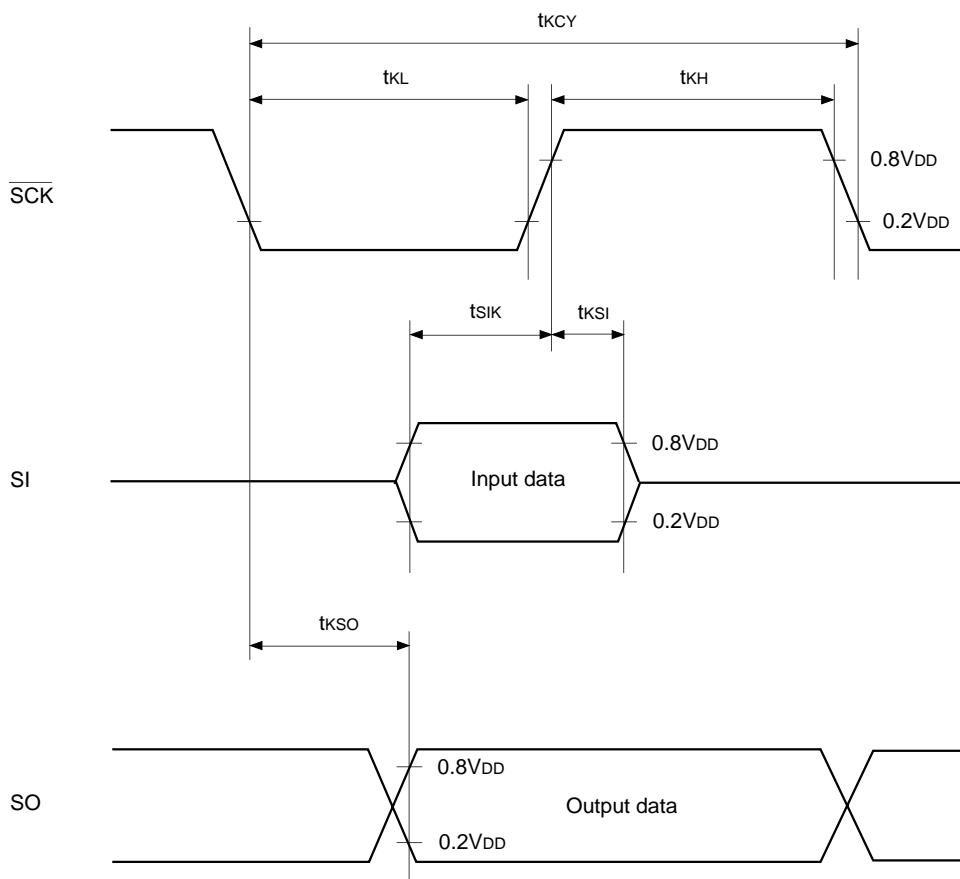 tKCY
tKL
tKH
SCK
0.8VDD
0.2VDD
tSIK
tKSI
SI
Input data
0.8VDD
0.2VDD
tKSO
SO
0.8VDD
Output data
0.2VDD